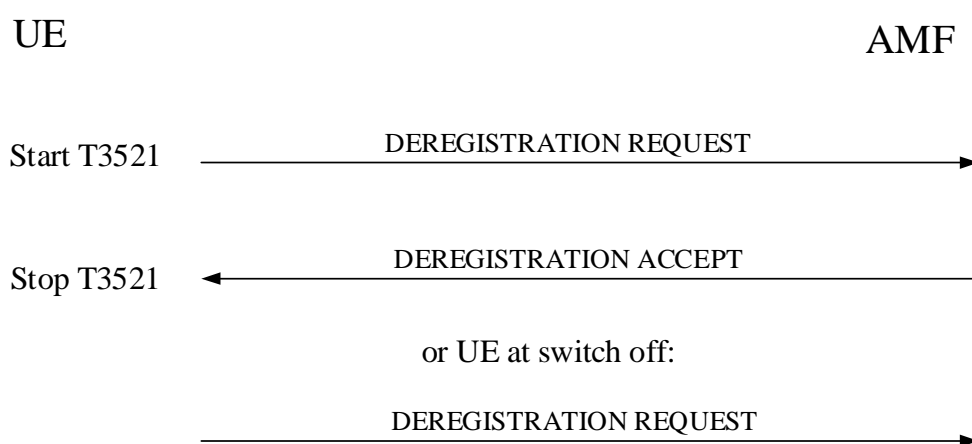 UE
AMF
Start T3521
DEREGISTRATION REQUEST
Stop T3521
DEREGISTRATION ACCEPT
or UE at switch off:
DEREGISTRATION REQUEST